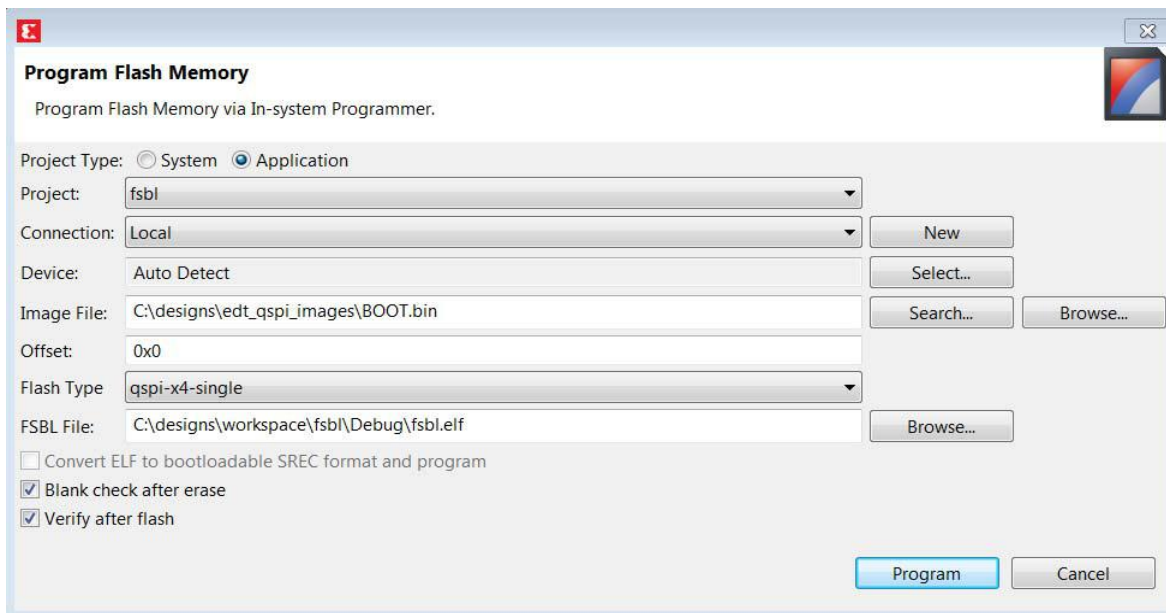 Program Flash Memory
Program Flash Memory via In-system Programmer.
Project Type: System Application
Project: fsbl
Connection: Local New
Device: Auto Detect Select...
Image File: C:\designs\edt_qspi_images\BOOT.bin Search... Browse...
Offset: 0x0
Flash Type qspi-x4-single
FSBL File: C:\designs\workspace\fsbl\Debug\fsbl.elf Browse...
Convert ELF to bootloadable SREC format and program
Blank check after erase
Verify after flash
Program Cancel